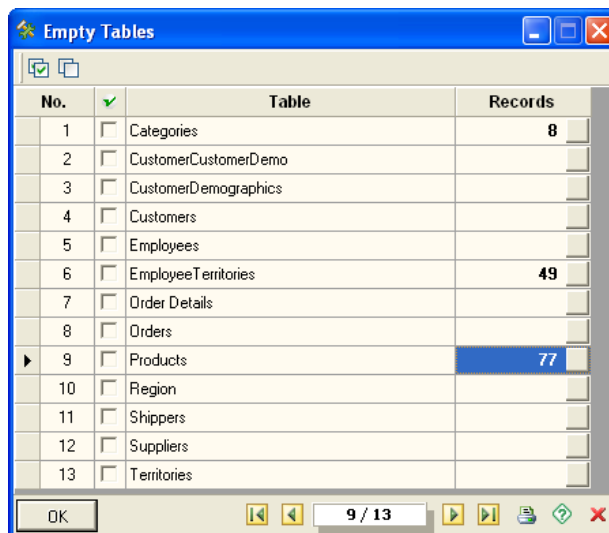 Empty Tables
No. Table Records
1 Categories 8
2 CustomerCustomerDemo
3 CustomerDemographics
4 Customers
5 Employees
6 EmployeeTerritories 49
7 Order Details
8 Orders
9 Products 77
10 Region
11 Shippers
12 Suppliers
13 Territories
OK 9 / 13